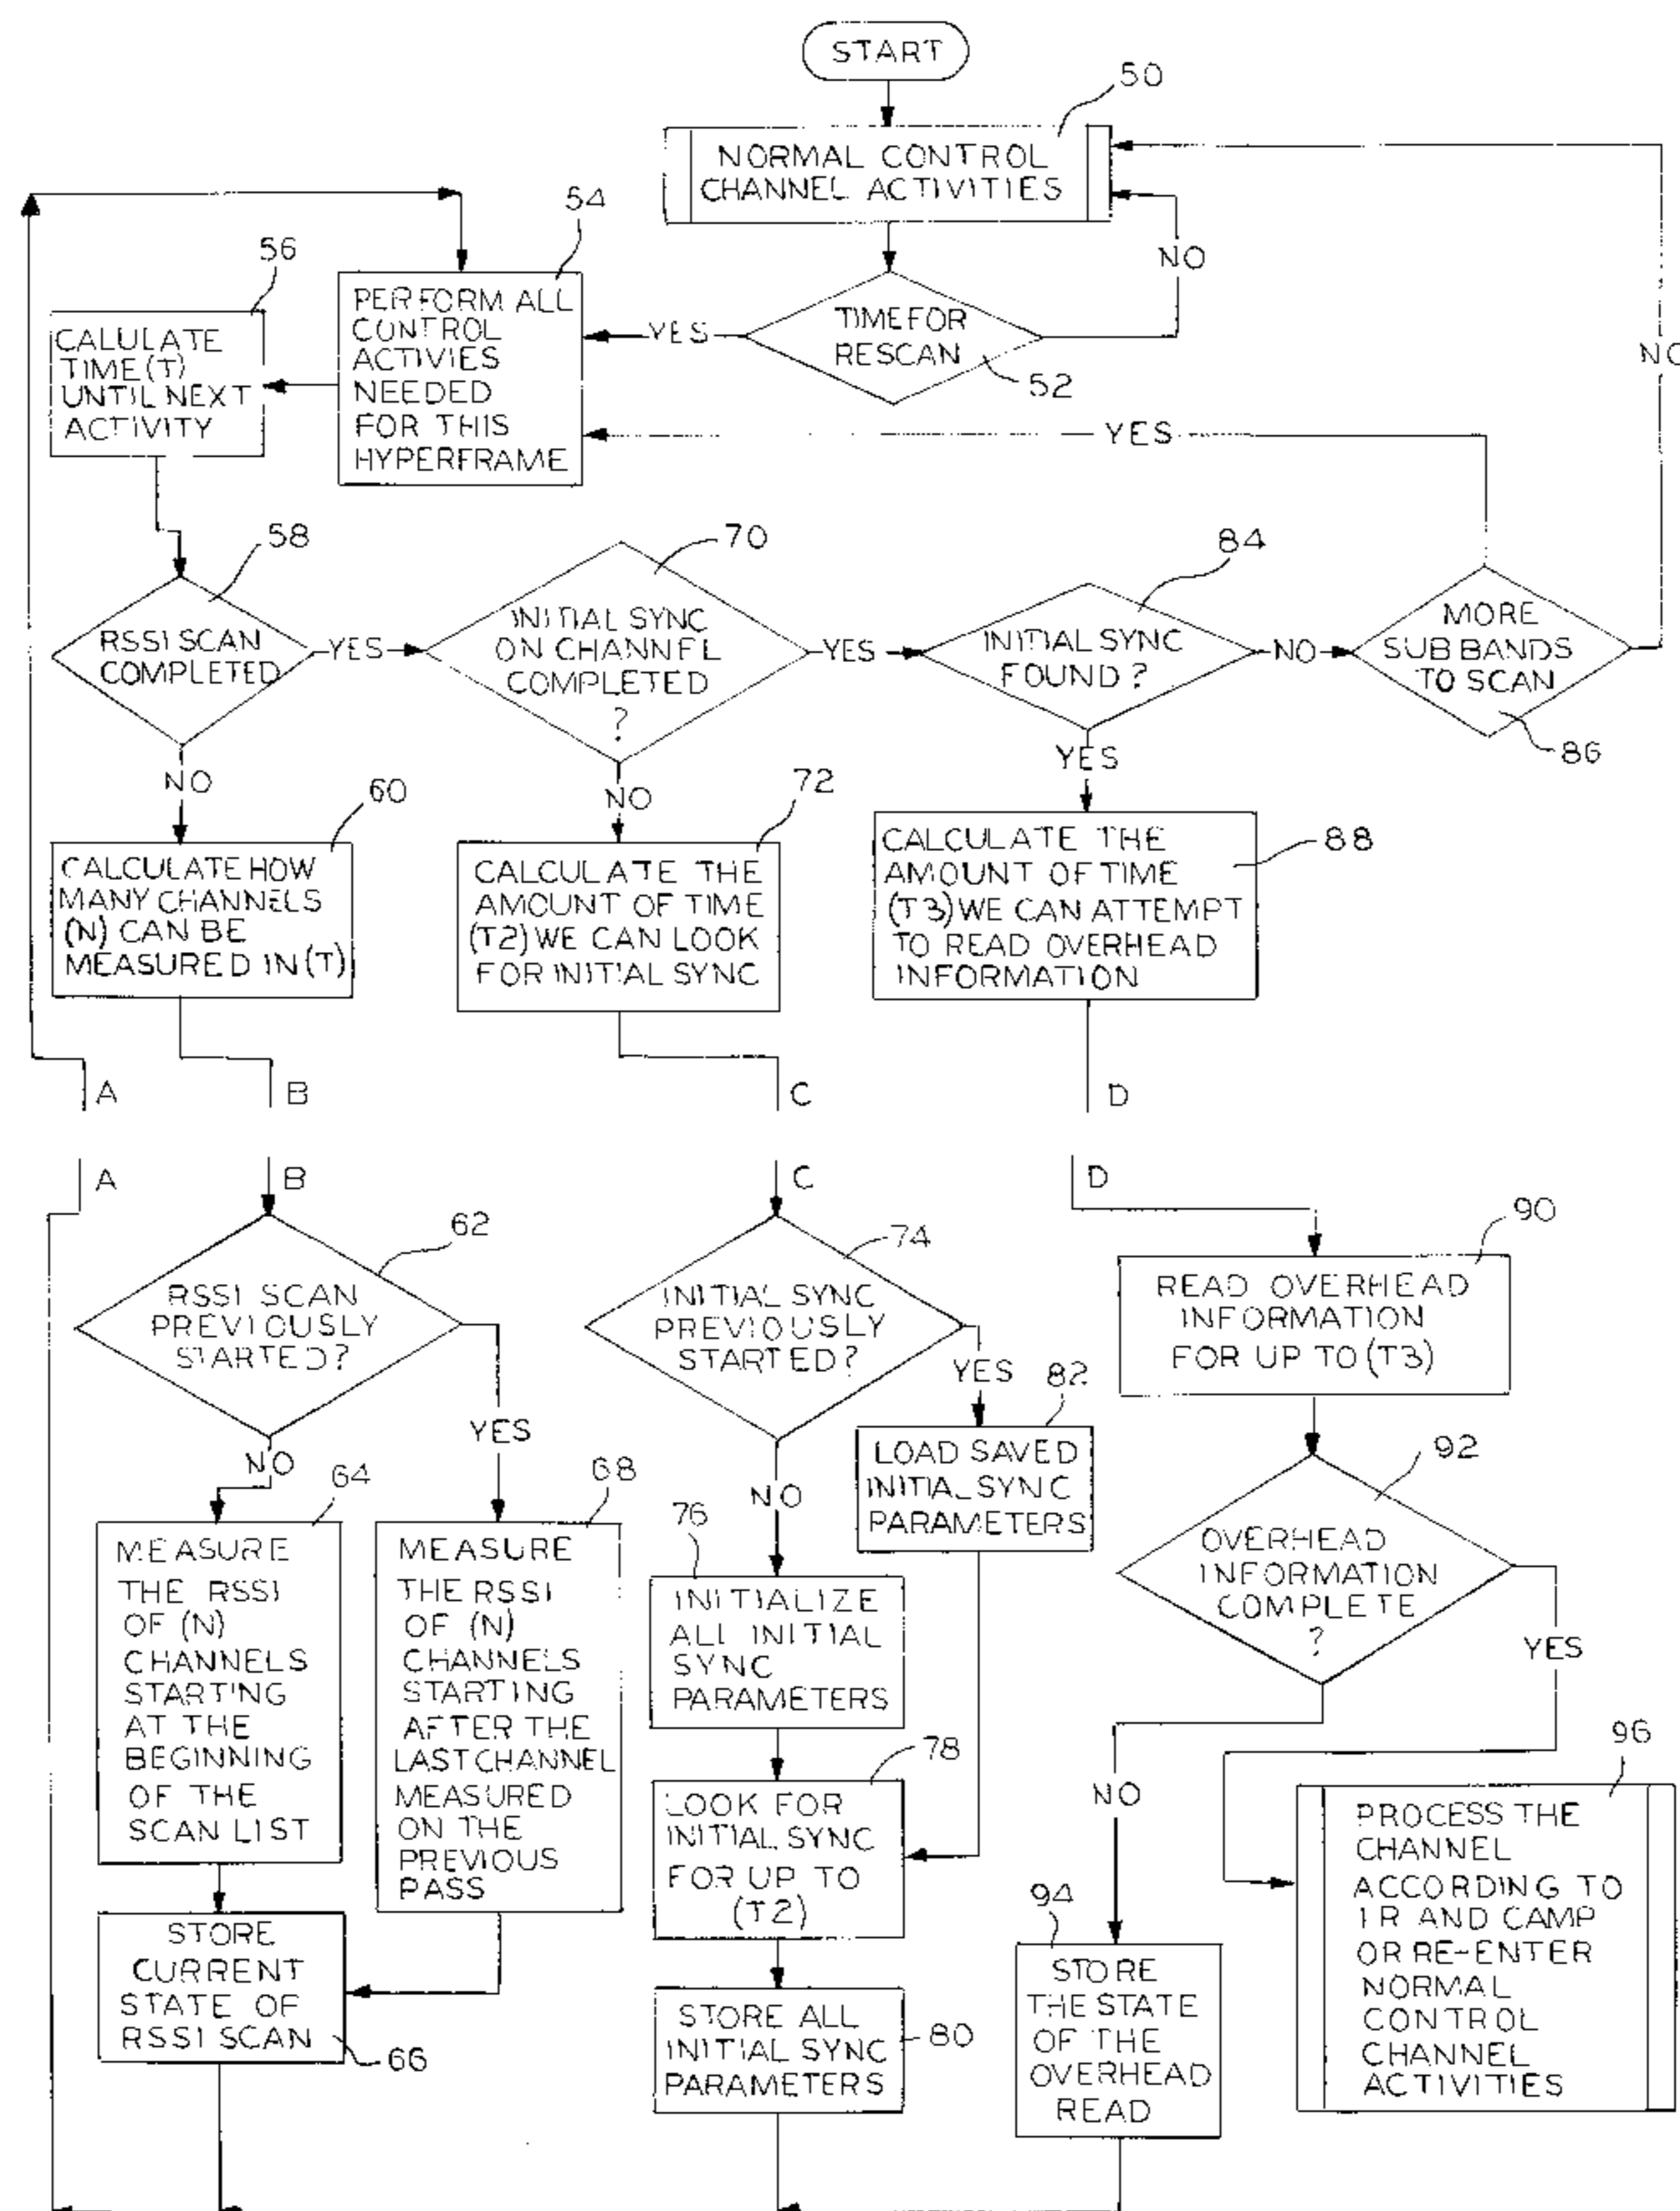 START
50
NORMAL CONTROL
CHANNEL ACTIVITIES
NO
54
56
PERFORM ALL
CONTROL
ACTIVIES
NEEDED
FOR THIS
HYPERFRAME
YES
TIME FOR
RESCAN
52
CALULATE
TIME (T)
UNTIL NEXT
ACTIVITY
NO
YES
58
RSSI SCAN
COMPLETED
YES
70
INITIAL SYNC
ON CHANNEL
COMPLETED
?
YES
84
INITIAL SYNC
FOUND?
NO
MORE
SUB BANDS
TO SCAN
86
NO
60
NO
72
YES
88
CALCULATE HOW
MANY CHANNELS
(N) CAN BE
MEASURED IN (T)
CALCULATE THE
AMOUNT OF TIME
(T2) WE CAN LOOK
FOR INITIAL SYNC
CALCULATE THE
AMOUNT OF TIME
(T3) WE CAN ATTEMPT
TO READ OVERHEAD
INFORMATION
A
B
C
D
A
B
C
D
62
RSSI SCAN
PREVIOUSLY
STARTED?
NO
YES
74
INITIAL SYNC
PREVIOUSLY
STARTED?
YES
82
NO
90
READ OVERHEAD
INFORMATION
FOR UP TO (T3)
LOAD SAVED
INITIAL SYNC
PARAMETERS
92
OVERHEAD
INFORMATION
COMPLETE
?
YES
NO
64
MEASURE
THE RSSI
OF (N)
CHANNELS
STARTING
AT THE
BEGINNING
OF THE
SCAN LIST
68
MEASURE
THE RSSI
OF (N)
CHANNELS
STARTING
AFTER THE
LAST CHANNEL
MEASURED
ON THE
PREVIOUS
PASS
76
INITIALIZE
ALL INITIAL
SYNC
PARAMETERS
78
LOOK FOR
INITIAL SYNC
FOR UP TO
(T2)
96
PROCESS THE
CHANNEL
ACCORDING TO
IR AND CAMP
OR RE-ENTER
NORMAL
CONTROL
CHANNEL
ACTIVITIES
STORE
CURRENT
STATE OF
RSSI SCAN
66
STORE ALL
INITIAL SYNC
PARAMETERS
80
94
STORE
THE STATE
OF THE
OVERHEAD
READ